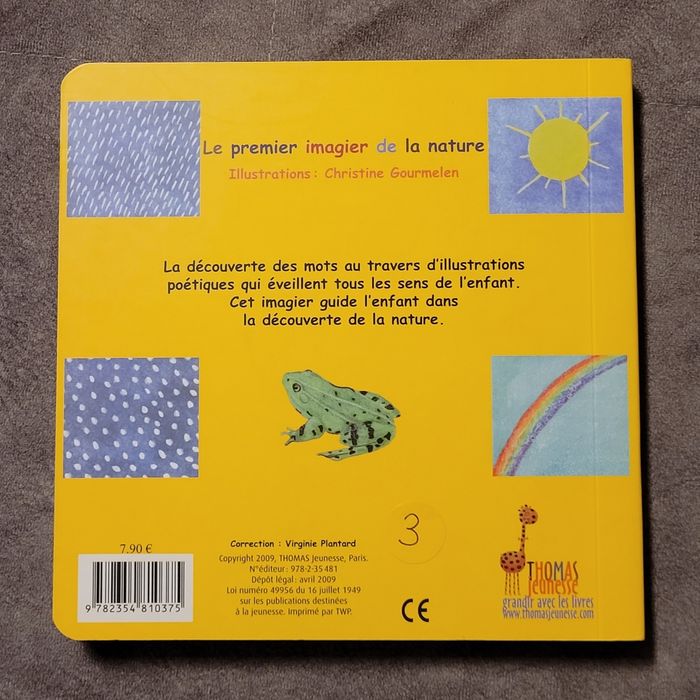 Le premier imagier de la nature
Illustrations : Christine Gourmelen
La découverte des mots au travers d'illustrations
poétiques qui éveillent tous les sens de l'enfant.
Cet imagier guide l'enfant dans
la découverte de la nature.
3
7.90 €
9 782354 810375
Correction : Virginie Plantard
Copyright 2009, THOMAS Jeunesse, Paris.
N°éditeur : 978-2-35 481
Dépôt légal : avril 2009
Loi numéro 49956 du 16 juillet 1949
sur les publications destinées
à la jeunesse. Imprimé par TWP.
CE
THOMAS
Jeunesse
grandir avec les livres
www.thomasjeunesse.com